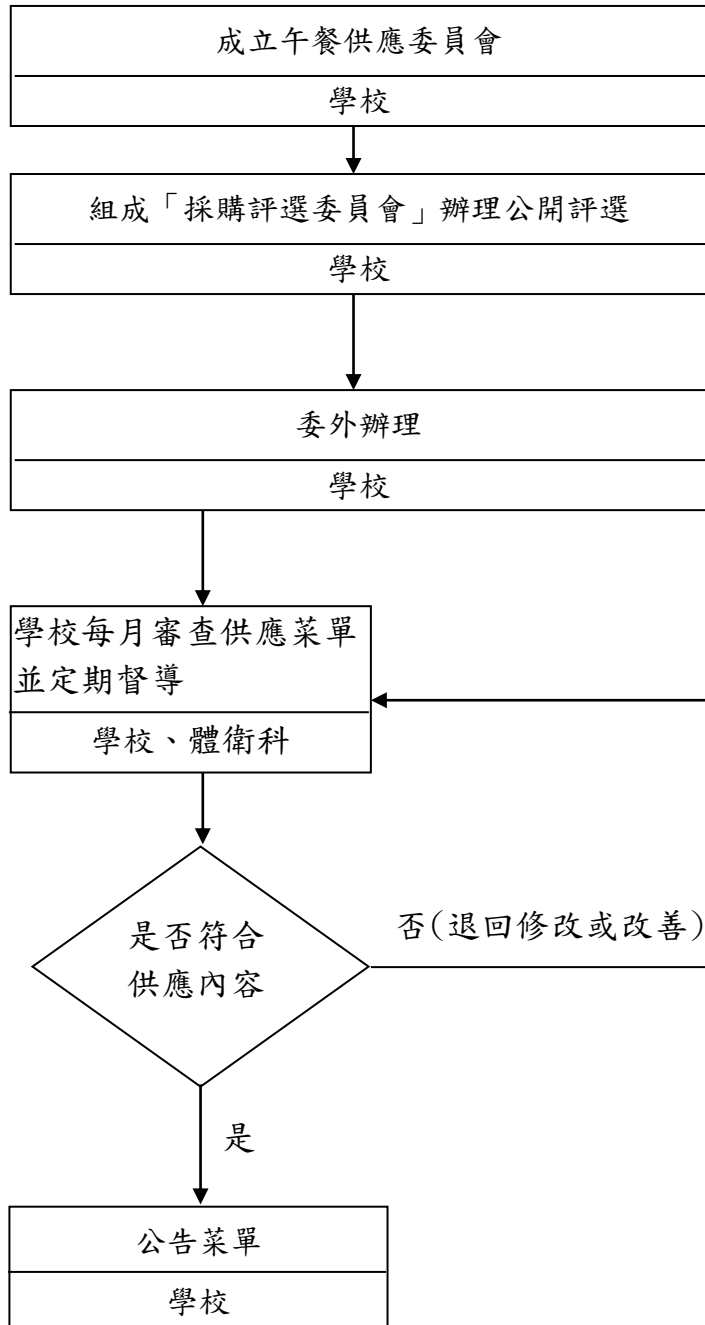 成立午餐供應委員會
學校
組成「採購評選委員會」辦理公開評選
學校
委外辦理
學校
學校每月審查供應菜單
並定期督導
學校、體衛科
是否符合
供應內容
否(退回修改或改善)
是
公告菜單
學校